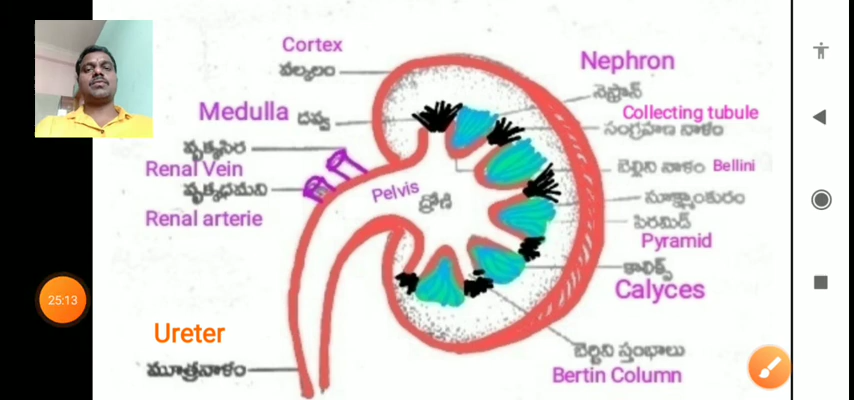 Cortex
వల్కలం
Nephron
నెఫ్రాన్
Medulla దవ్వ
Collecting tubule
సంగ్రహణ నాళం
వృక్కసిర
Renal Vein
బెల్లిని నాళం Bellini
వృక్కధమని
Renal arterie
Pelvis
ద్రోణి
సూక్ష్మాంకురం
పిరమిడ్
Pyramid
కాలిక్స్
Calyces
25:13
Ureter
మూత్రనాళం
బెర్టిని స్తంభాలు
Bertin Column